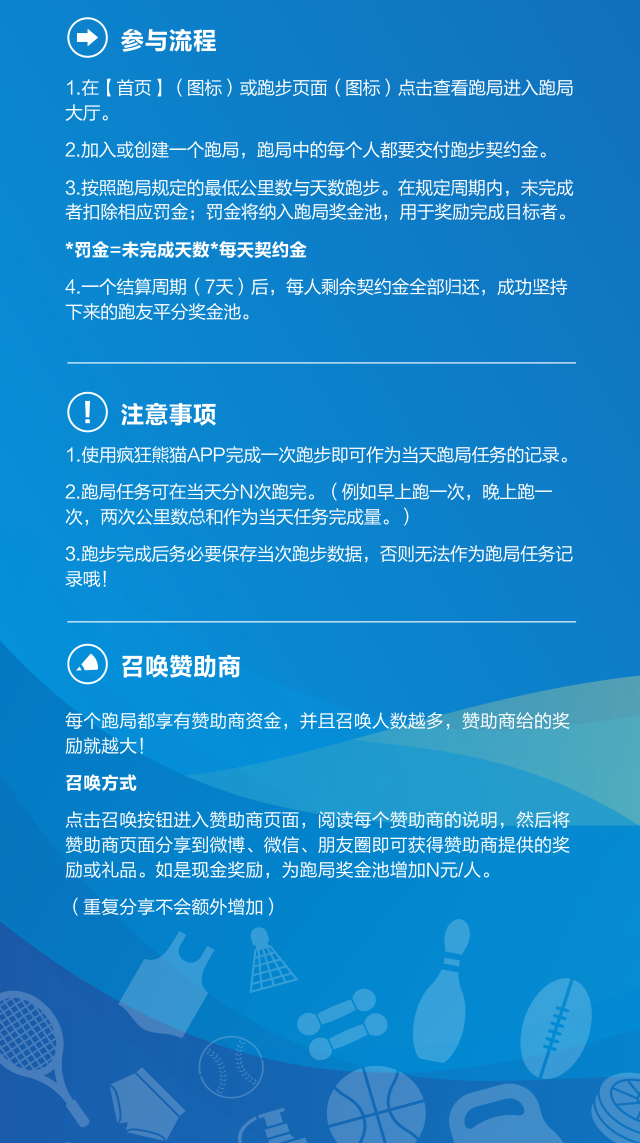 参与流程
1.在【首页】（图标）或跑步页面（图标）点击查看跑局进入跑局
大厅。
2.加入或创建一个跑局，跑局中的每个人都要交付跑步契约金。
3.按照跑局规定的最低公里数与天数跑步。在规定周期内，未完成
者扣除相应罚金；罚金将纳入跑局奖金池，用于奖励完成目标者。
*罚金=未完成天数*每天契约金
4.一个结算周期（7天）后，每人剩余契约金全部归还，成功坚持
下来的跑友平分奖金池。
注意事项
1.使用疯狂熊猫APP完成一次跑步即可作为当天跑局任务的记录。
2.跑局任务可在当天分N次跑完。（例如早上跑一次，晚上跑一
次，两次公里数总和作为当天任务完成量。）
3.跑步完成后务必要保存当次跑步数据，否则无法作为跑局任务记
录哦！
召唤赞助商
每个跑局都享有赞助商资金，并且召唤人数越多，赞助商给的奖
励就越大！
召唤方式
点击召唤按钮进入赞助商页面，阅读每个赞助商的说明，然后将
赞助商页面分享到微博、微信、朋友圈即可获得赞助商提供的奖
励或礼品。如是现金奖励，为跑局奖金池增加N元/人。
（重复分享不会额外增加）